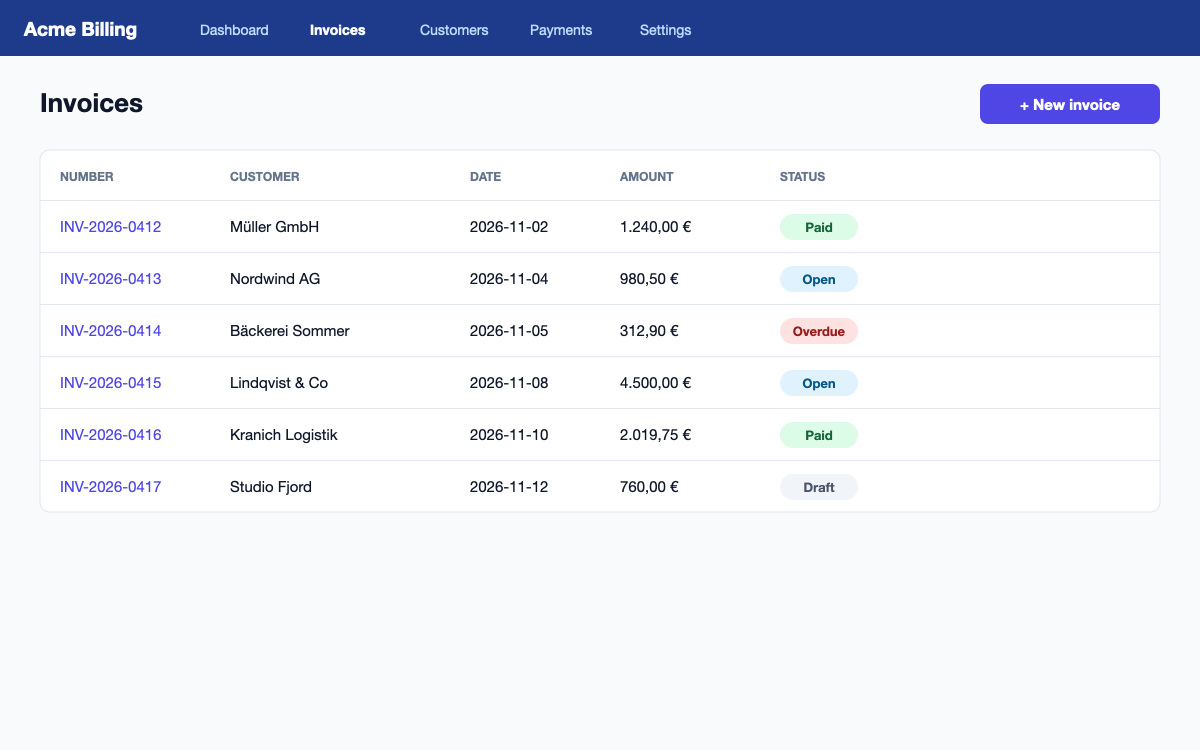 Acme Billing Dashboard Invoices Customers Payments Settings
Invoices + New invoice
NUMBER CUSTOMER DATE AMOUNT STATUS
INV-2026-0412 Müller GmbH 2026-11-02 1.240,00 € Paid
INV-2026-0413 Nordwind AG 2026-11-04 980,50 € Open
INV-2026-0414 Bäckerei Sommer 2026-11-05 312,90 € Overdue
INV-2026-0415 Lindqvist & Co 2026-11-08 4.500,00 € Open
INV-2026-0416 Kranich Logistik 2026-11-10 2.019,75 € Paid
INV-2026-0417 Studio Fjord 2026-11-12 760,00 € Draft